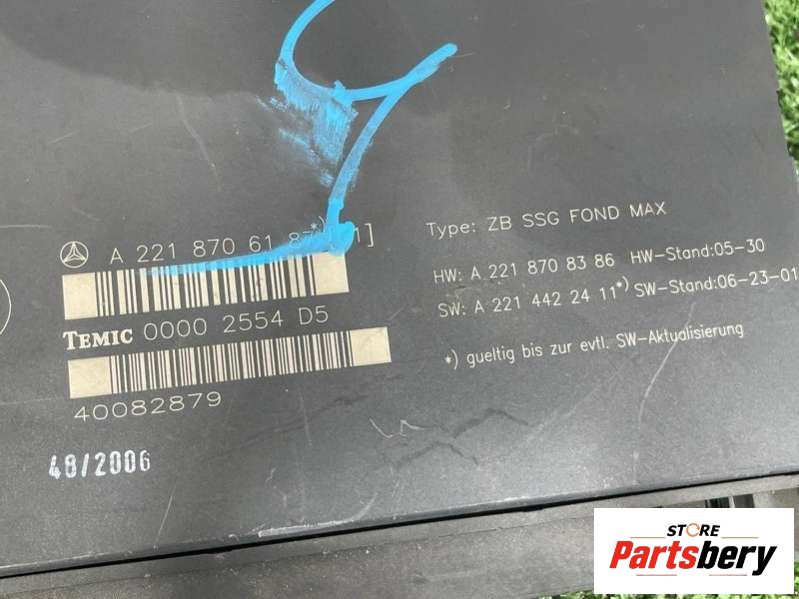 A 221 870 61 87
TEMIC 0000 2554 D5
40082879
48/2006
Type: ZB SSG FOND MAX
HW: A 221 870 83 86 HW-Stand:05-30
SW: A 221 442 24 11*) SW-Stand:06-23-01
*) gueltig bis zur evtl. SW-Aktualisierung
STORE
Partsbery